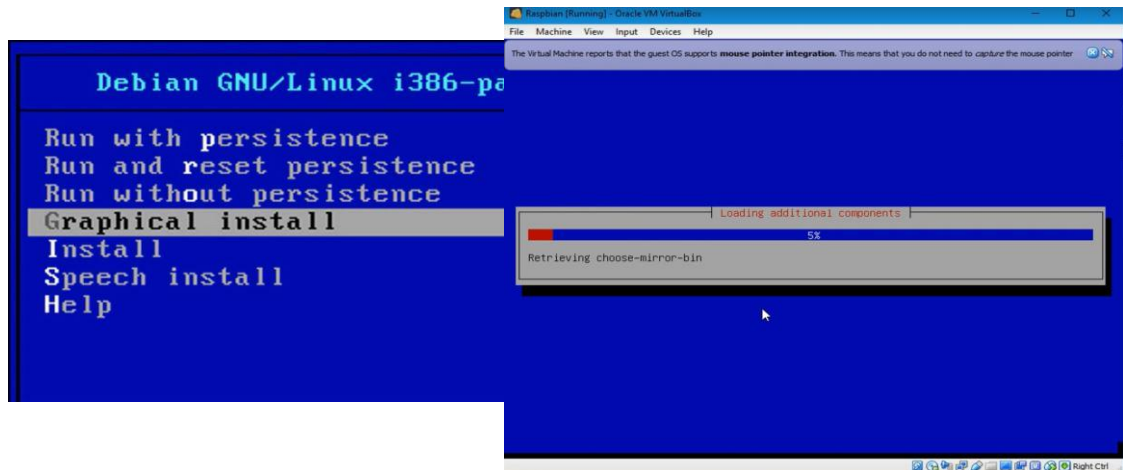 Debian GNU/Linux i386-pa
Run with persistence
Run and reset persistence
Run without persistence
Graphical install
Install
Speech install
Help
Raspbian [Running] - Oracle VM VirtualBox
File Machine View Input Devices Help
The Virtual Machine reports that the guest OS supports mouse pointer integration. This means that you do not need to capture the mouse pointer
Loading additional components
5%
Retrieving choose-mirror-bin
Right Ctrl